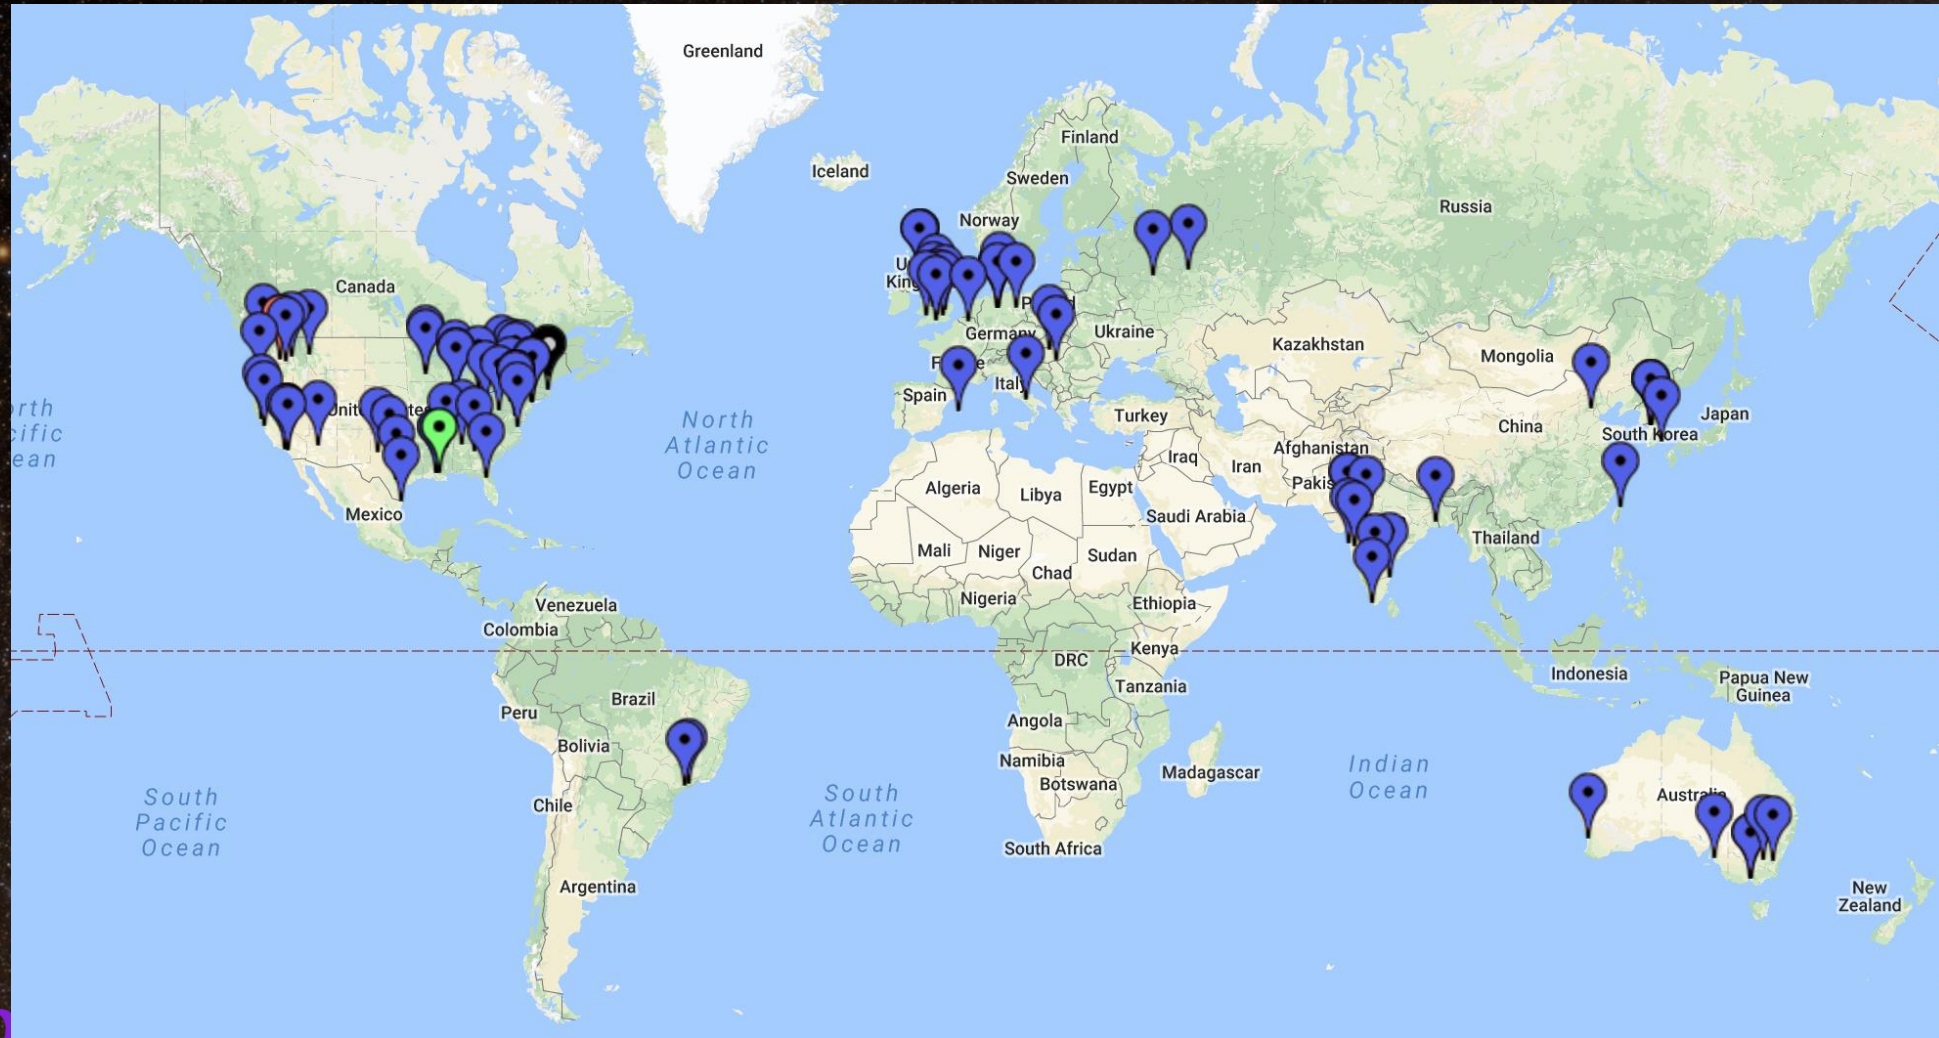 Greenland
Finland
Iceland
Sweden
Russia
Norway
Canada
Ukraine
Germany
Kazakhstan
Mongolia
Spain
Italy
North
Atlantic
Ocean
Turkey
Japan
China
South Korea
Afghanistan
Iraq
Iran
Algeria
Libya
Egypt
Pakis
Mexico
Saudi Arabia
Thailand
Mali
Niger
Sudan
Chad
Nigeria
Ethiopia
Venezuela
Colombia
Kenya
DRC
Indonesia
Papua New
Guinea
Tanzania
Brazil
Peru
Angola
Bolivia
Namibia
Madagascar
Botswana
Indian
Ocean
South
Pacific
Ocean
Chile
South
Atlantic
Ocean
Australia
South Africa
Argentina
New
Zealand